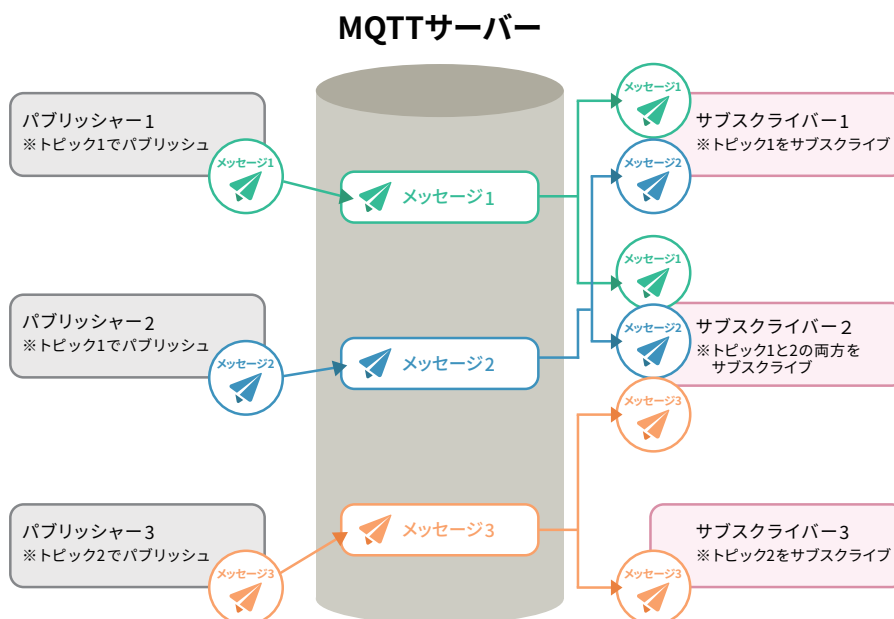 MQTTサーバー
パブリッシャー1
※トピック1でパブリッシュ
メッセージ1
メッセージ1
メッセージ1
メッセージ2
サブスクライバー1
※トピック1をサブスクライブ
パブリッシャー2
※トピック1でパブリッシュ
メッセージ2
メッセージ2
メッセージ1
メッセージ2
メッセージ3
サブスクライバー2
※トピック1と2の両方を
サブスクライブ
パブリッシャー3
※トピック2でパブリッシュ
メッセージ3
メッセージ3
メッセージ3
サブスクライバー3
※トピック2をサブスクライブ